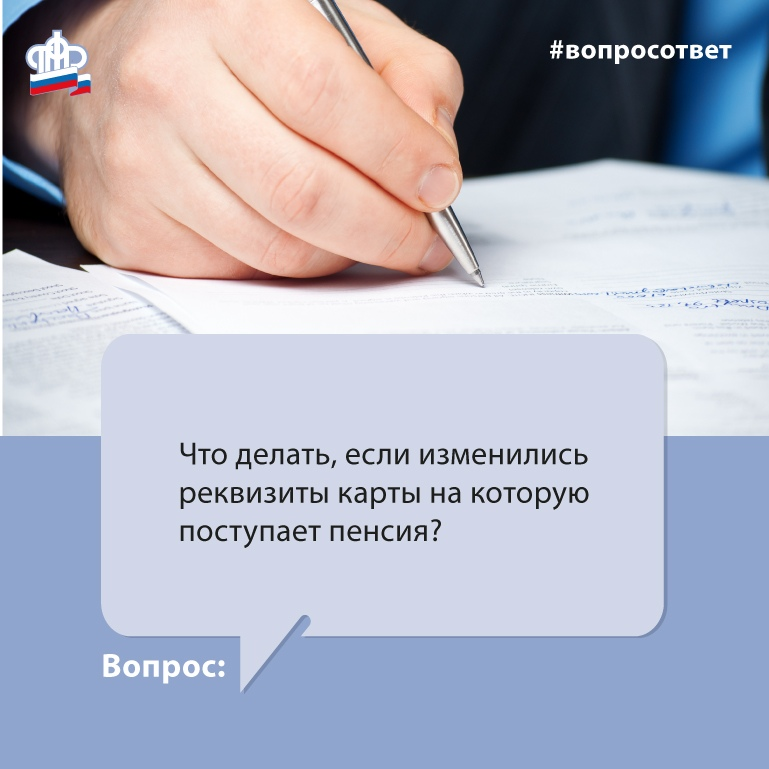 #вопросответ
Что делать, если изменились
реквизиты карты на которую
поступает пенсия?
Вопрос: